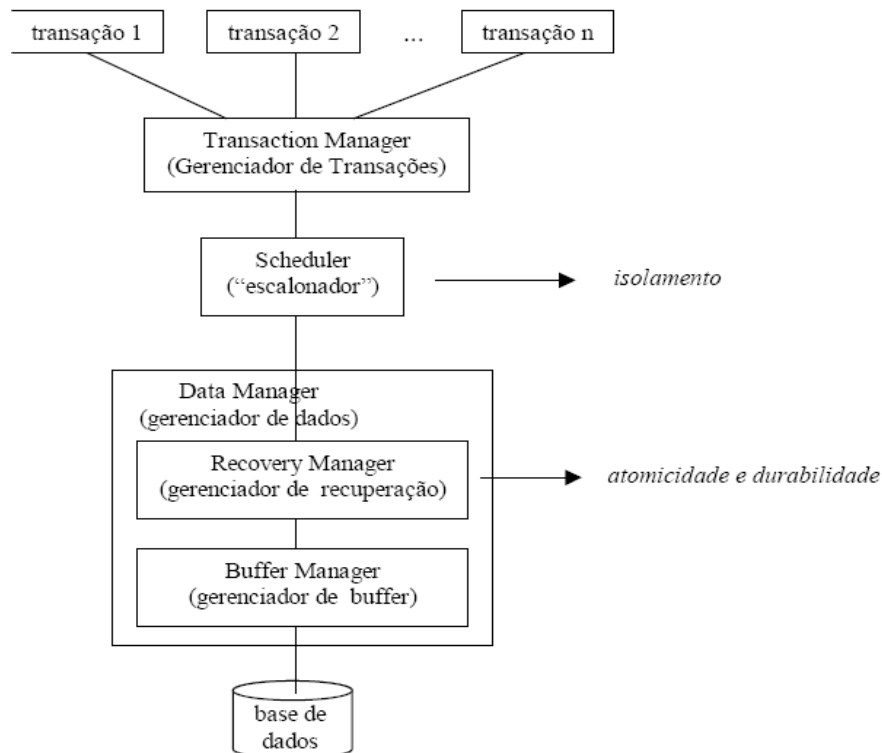 transação 1
transação 2
...
transação n
Transaction Manager
(Gerenciador de Transações)
Scheduler
(“escalonador”)
isolamento
Data Manager
(gerenciador de dados)
Recovery Manager
(gerenciador de recuperação)
atomicidade e durabilidade
Buffer Manager
(gerenciador de buffer)
base de
dados